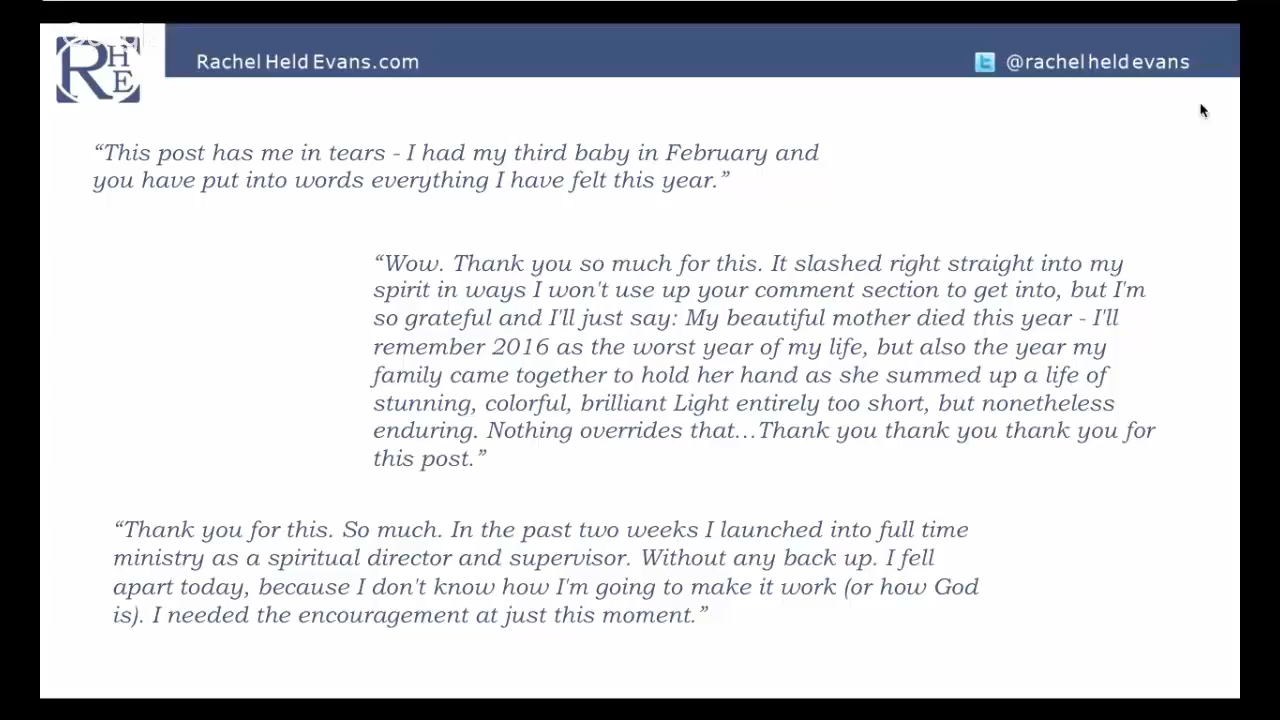 RHE
Rachel Held Evans.com
@rachelheldevans
“This post has me in tears - I had my third baby in February and
you have put into words everything I have felt this year.”
“Wow. Thank you so much for this. It slashed right straight into my
spirit in ways I won't use up your comment section to get into, but I'm
so grateful and I'll just say: My beautiful mother died this year - I'll
remember 2016 as the worst year of my life, but also the year my
family came together to hold her hand as she summed up a life of
stunning, colorful, brilliant Light entirely too short, but nonetheless
enduring. Nothing overrides that…Thank you thank you thank you for
this post.”
“Thank you for this. So much. In the past two weeks I launched into full time
ministry as a spiritual director and supervisor. Without any back up. I fell
apart today, because I don't know how I'm going to make it work (or how God
is). I needed the encouragement at just this moment.”